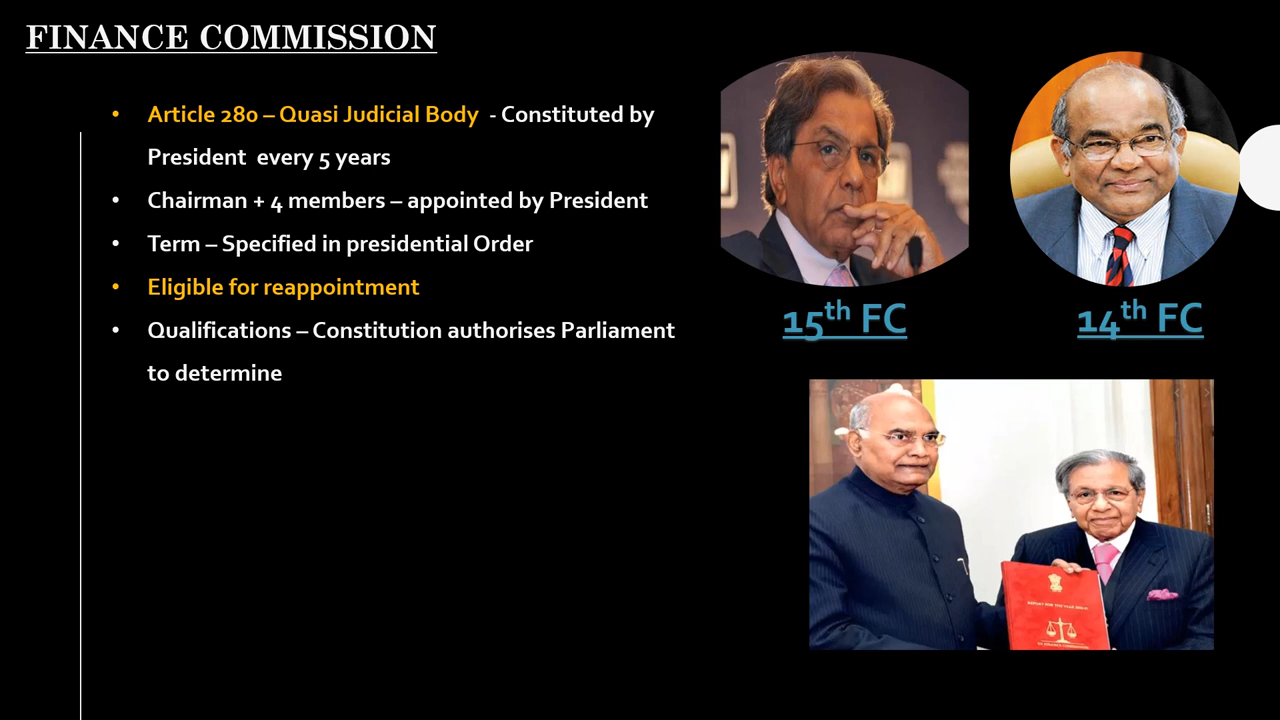 FINANCE COMMISSION
• Article 280 – Quasi Judicial Body - Constituted by
President every 5 years
• Chairman + 4 members – appointed by President
• Term – Specified in presidential Order
• Eligible for reappointment
• Qualifications – Constitution authorises Parliament
to determine
15th FC
14th FC